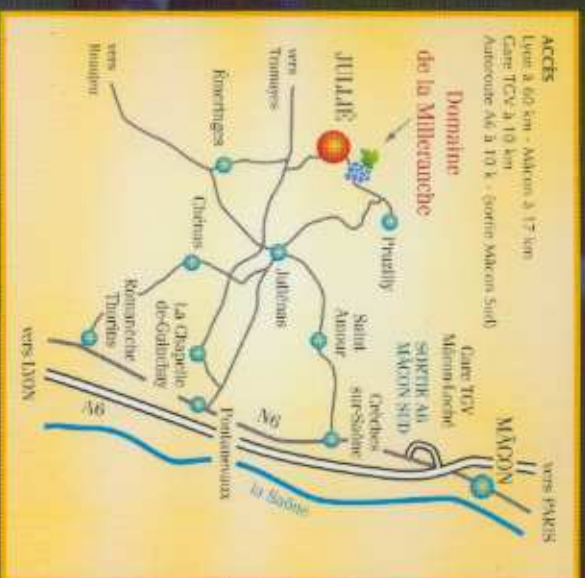 ACCÈS
Lyon à 60 km - Mâcon à 17 km
Gare TGV à 10 km
Autoroute A6 à 10 k - (sortie Mâcon Sud)
Domaine
de la Milleranche
JULLIÉ
vers
Tramayes
Émeringes
vers
Beaujeu
Pruzilly
Juliénas
Chénas
Saint
Amour
La Chapelle
de-Guinchay
Romanèche
Thorins
Pontanevaux
Crêches
sur-Saône
Gare TGV
Mâcon-Loché
SORTIE A6
MÂCON SUD
MÂCON
vers PARIS
N6
A6
la Saône
vers LYON